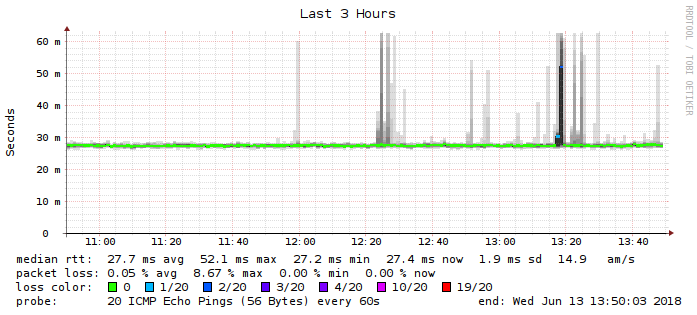 Last 3 Hours
RRDTOOL / TOBI OETIKER
Seconds
60 m
50 m
40 m
30 m
20 m
10 m
0
11:00 11:20 11:40 12:00 12:20 12:40 13:00 13:20 13:40
median rtt: 27.7 ms avg 52.1 ms max 27.2 ms min 27.4 ms now 1.9 ms sd 14.9 am/s
packet loss: 0.05 % avg 8.67 % max 0.00 % min 0.00 % now
loss color: 0 1/20 2/20 3/20 4/20 10/20 19/20
probe: 20 ICMP Echo Pings (56 Bytes) every 60s end: Wed Jun 13 13:50:03 2018